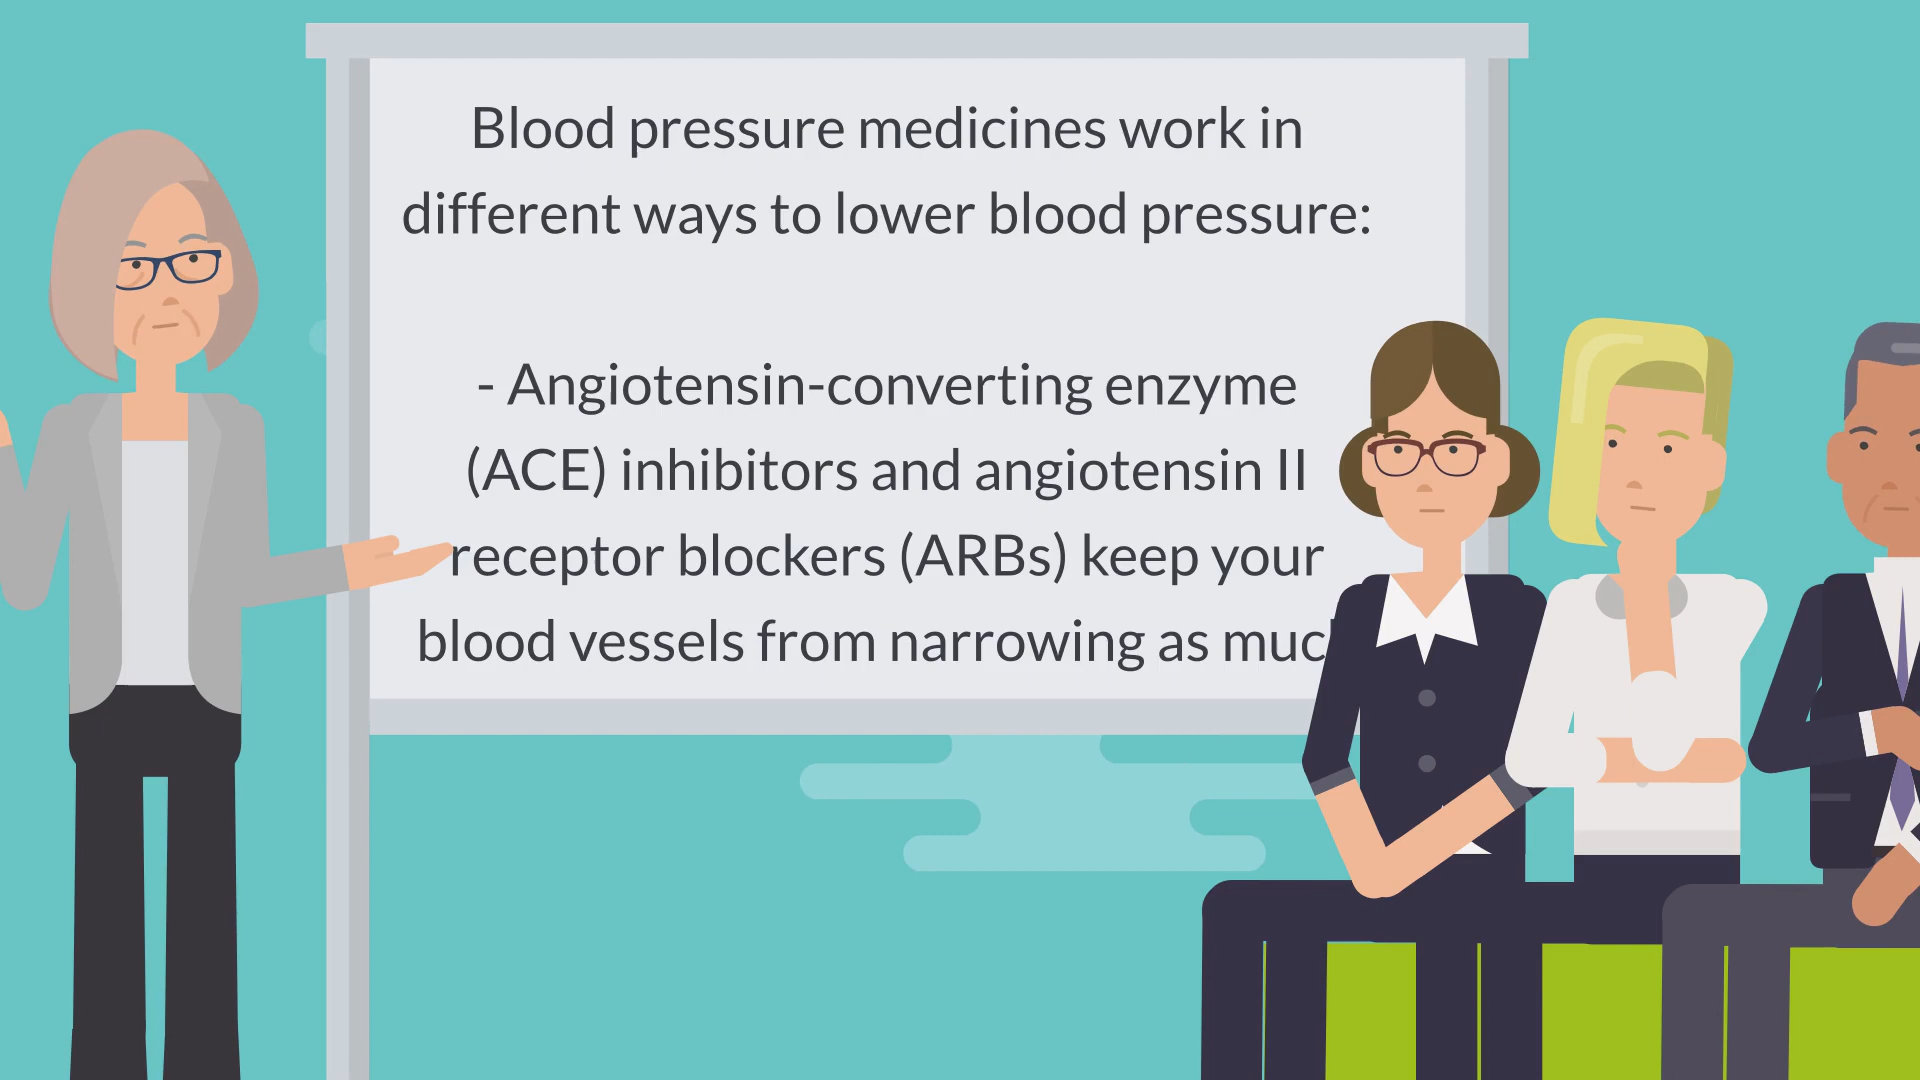 Blood pressure medicines work in
different ways to lower blood pressure:
- Angiotensin-converting enzyme
(ACE) inhibitors and angiotensin II
receptor blockers (ARBs) keep your
blood vessels from narrowing as much